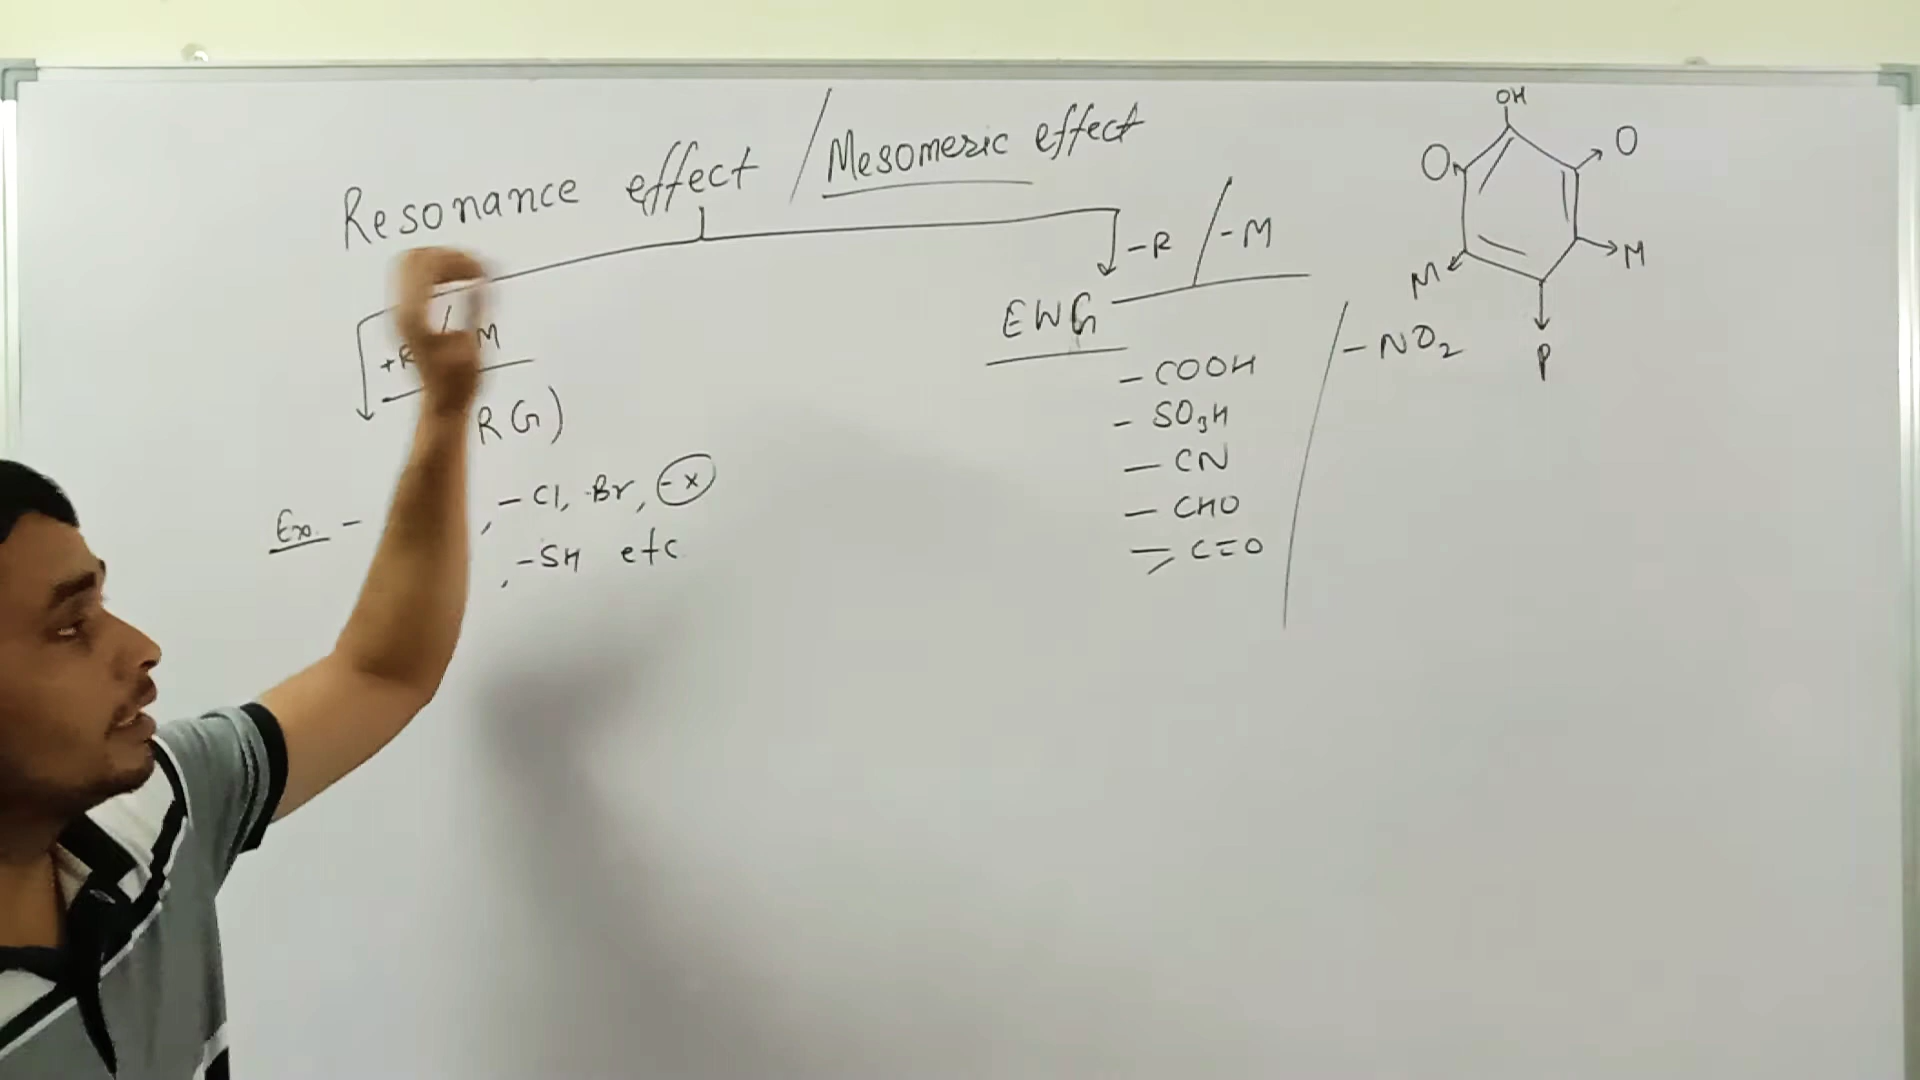 Resonance effect / Mesomeric effect
+R / M
RG)
Ex. -
, - Cl, -Br, -X
, -SH etc
-R / -M
EWG
- COOH
- SO3H
- CN
- CHO
> C=O
- NO2
OH
O
O
M
M
P